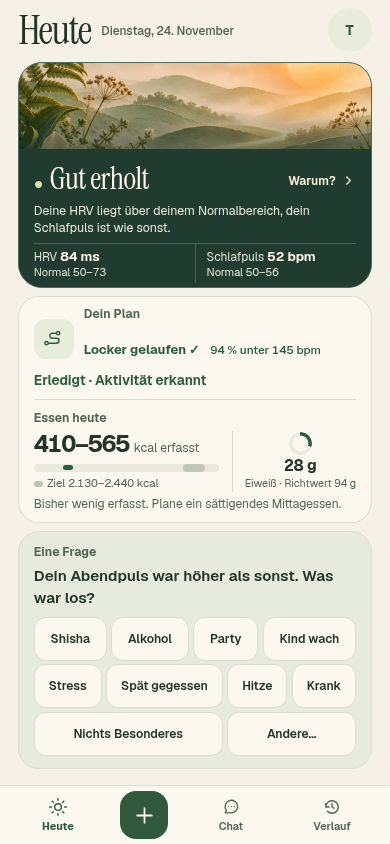 Heute
Dienstag, 24. November
T
Gut erholt
Warum?
Deine HRV liegt über deinem Normalbereich, dein
Schlafpuls ist wie sonst.
HRV 84 ms
Normal 50–73
Schlafpuls 52 bpm
Normal 50–56
Dein Plan
Locker gelaufen ✓ 94 % unter 145 bpm
Erledigt · Aktivität erkannt
Essen heute
410–565 kcal erfasst
Ziel 2.130–2.440 kcal
28 g
Eiweiß · Richtwert 94 g
Bisher wenig erfasst. Plane ein sättigendes Mittagessen.
Eine Frage
Dein Abendpuls war höher als sonst. Was
war los?
Shisha
Alkohol
Party
Kind wach
Stress
Spät gegessen
Hitze
Krank
Nichts Besonderes
Andere…
Heute
Chat
Verlauf